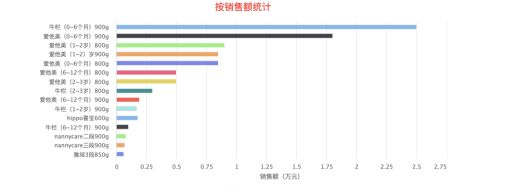 按销售额统计
牛栏（0~6个月）900g
爱他美（0~6个月）900g
爱他美（1~2岁）800g
爱他美（1~2）岁900g
爱他美（0~6个月）800g
爱他美（6~12个月）800g
爱他美（2~3岁）800g
牛栏（2~3岁）800g
爱他美（6~12个月）900g
牛栏（1~2岁）900g
hippo喜宝600g
牛栏（6~12个月）900g
nannycare二段900g
nannycare三段900g
雅培3段850g
0 0.25 0.5 0.75 1 1.25 1.5 1.75 2 2.25 2.5 2.75
销售额（万元）